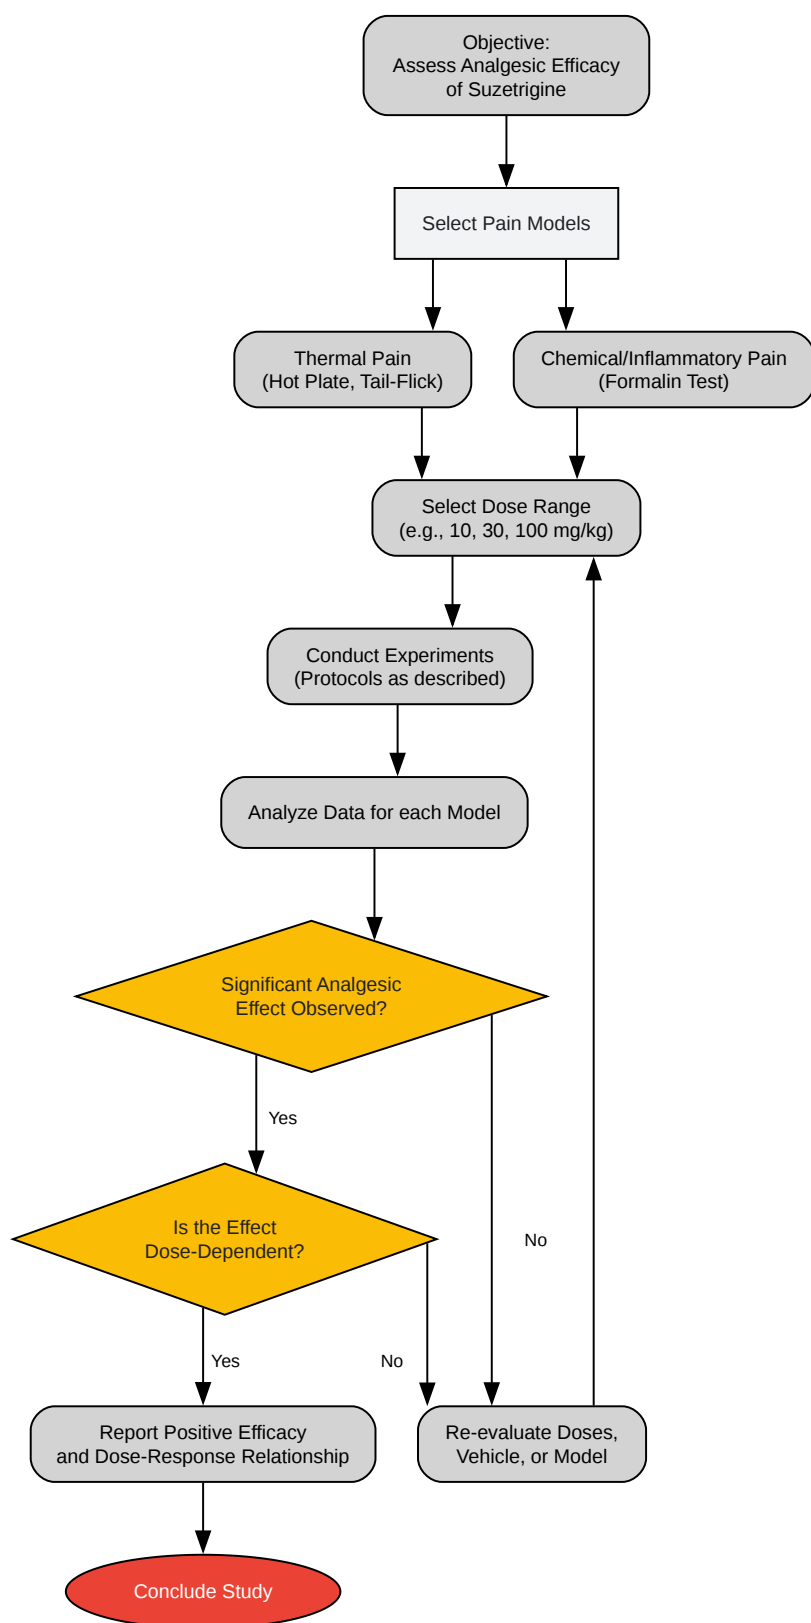 Objective:
Assess Analgesic Efficacy
of Suzetrigine
Select Pain Models
Thermal Pain
(Hot Plate, Tail-Flick)
Chemical/Inflammatory Pain
(Formalin Test)
Select Dose Range
(e.g., 10, 30, 100 mg/kg)
Conduct Experiments
(Protocols as described)
Analyze Data for each Model
Significant Analgesic
Effect Observed?
Yes
Is the Effect
Dose-Dependent?
No
Yes
No
Report Positive Efficacy
and Dose-Response Relationship
Re-evaluate Doses,
Vehicle, or Model
Conclude Study